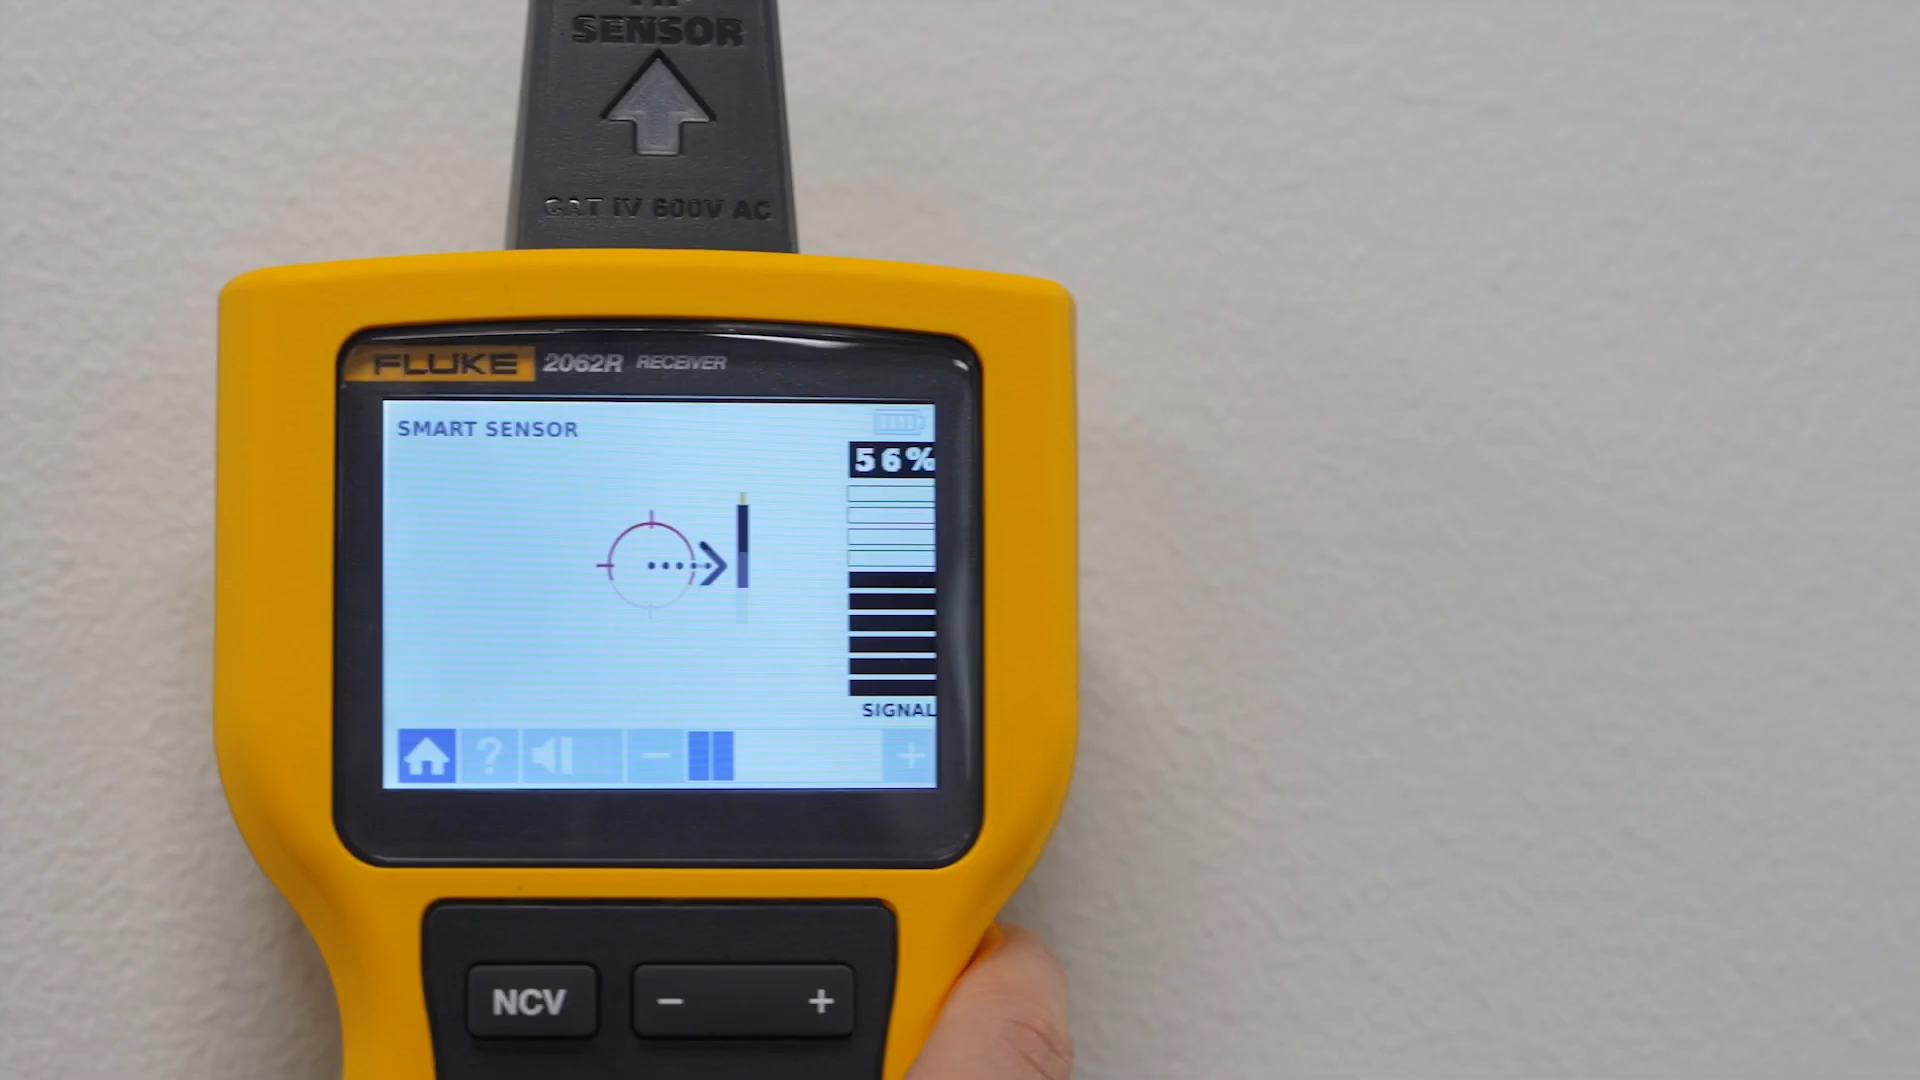 SENSOR
CAT IV 600V AC
FLUKE 2062R RECEIVER
SMART SENSOR
56%
SIGNAL
?
- +
NCV - +